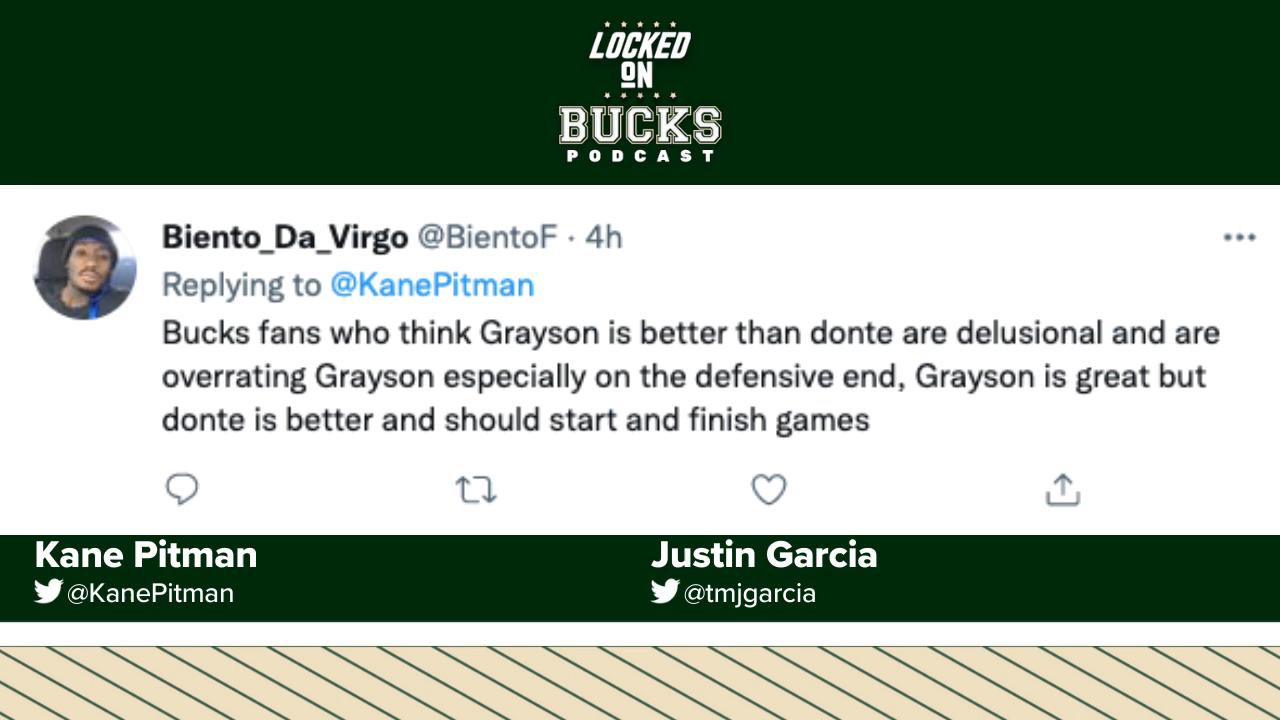 LOCKED
ON
BUCKS
PODCAST
Biento_Da_Virgo @BientoF · 4h
Replying to @KanePitman
Bucks fans who think Grayson is better than donte are delusional and are
overrating Grayson especially on the defensive end, Grayson is great but
donte is better and should start and finish games
Kane Pitman
@KanePitman
Justin Garcia
@tmjgarcia